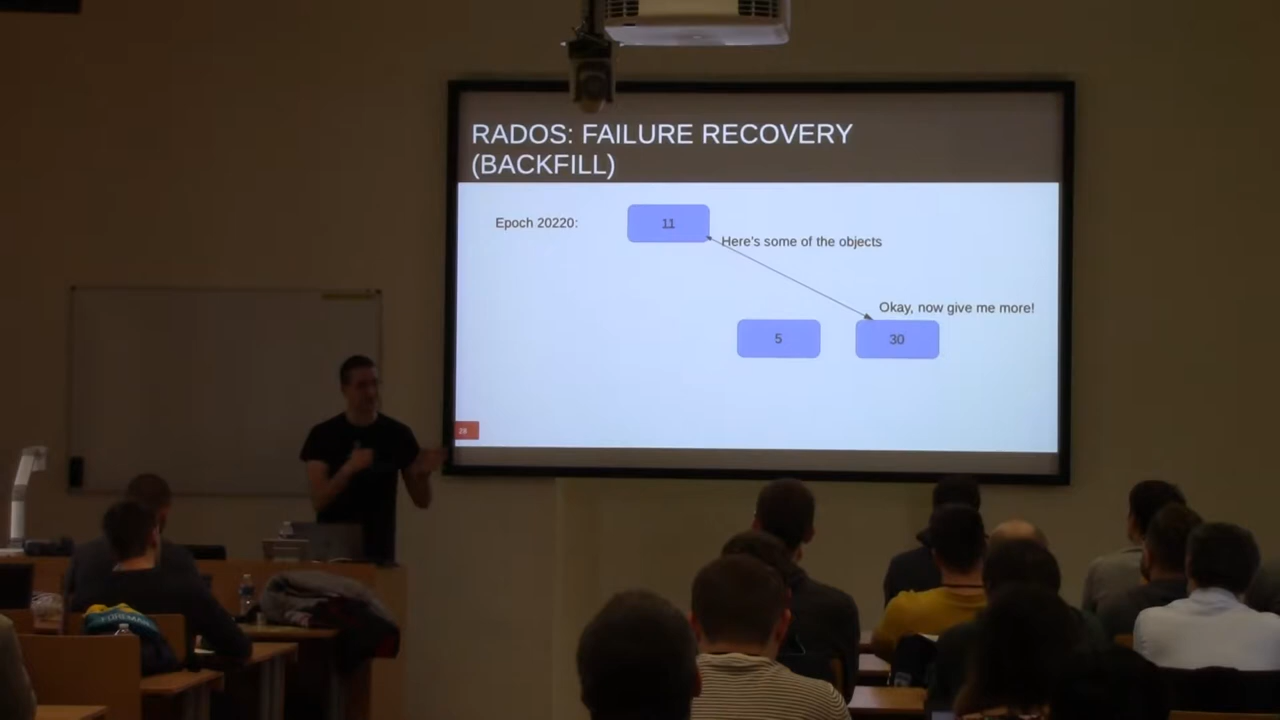 RADOS: FAILURE RECOVERY
(BACKFILL)
Epoch 20220:
11
Here's some of the objects
Okay, now give me more!
5
30
28